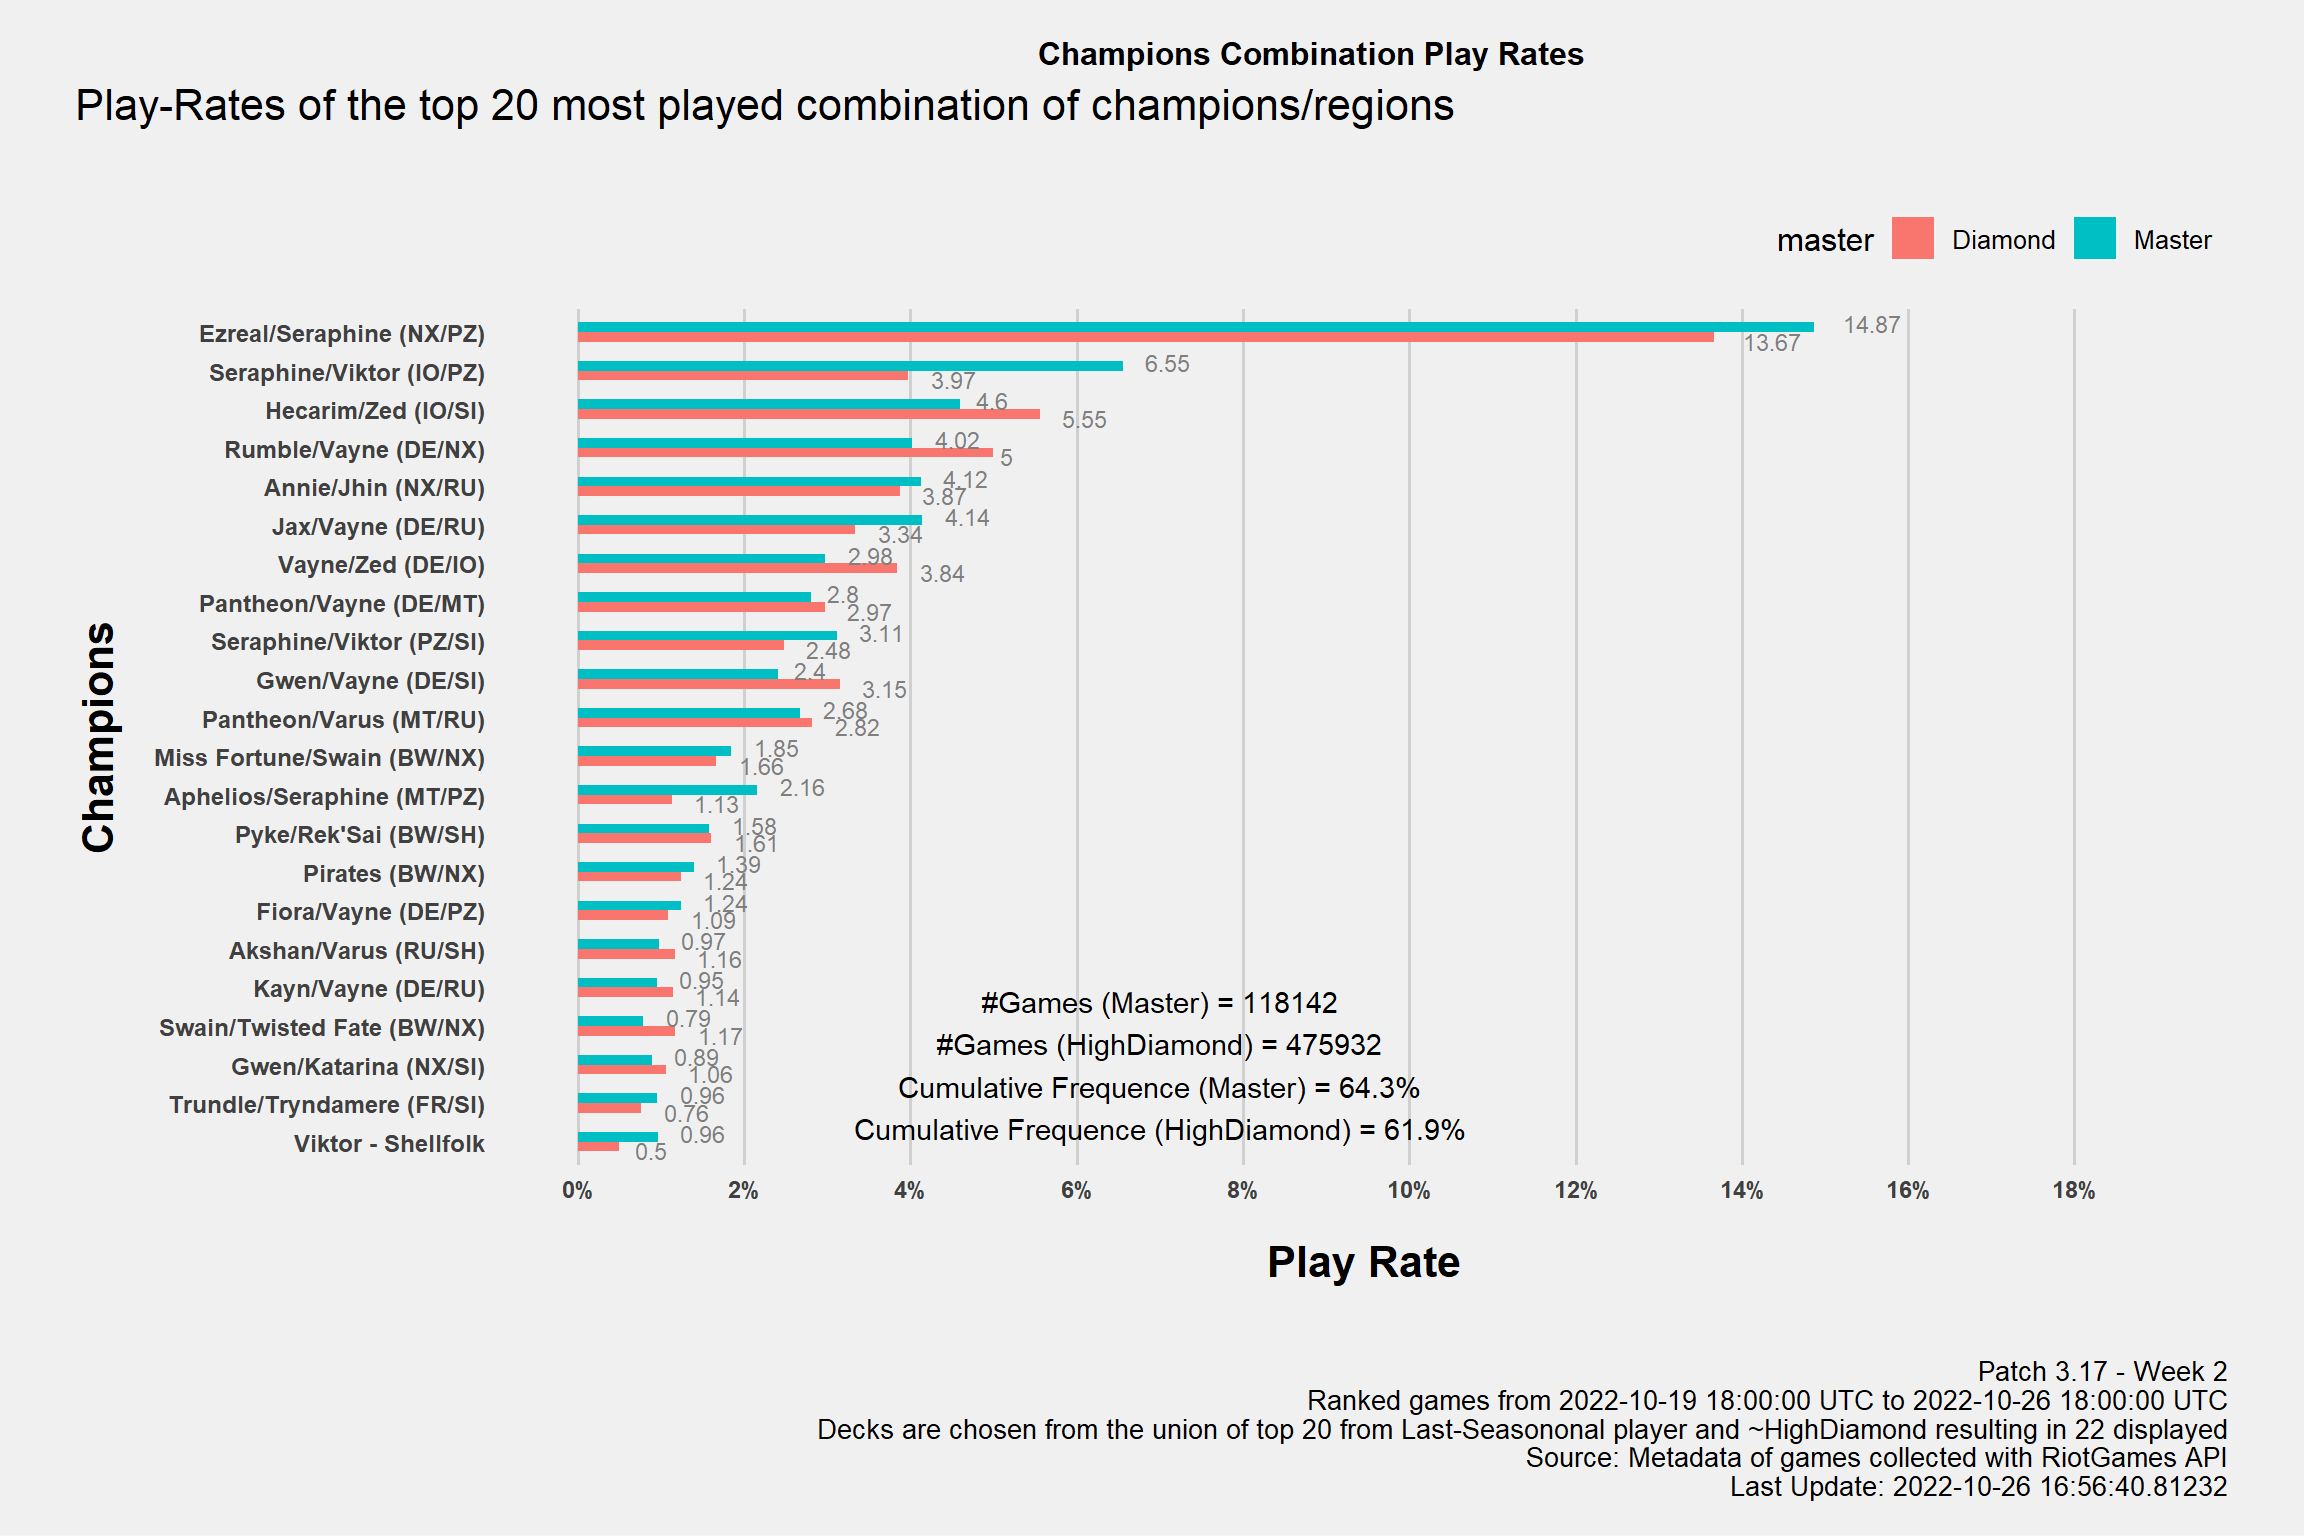 Champions Combination Play Rates
Play-Rates of the top 20 most played combination of champions/regions
master Diamond Master
Ezreal/Seraphine (NX/PZ) 14.87 13.67
Seraphine/Viktor (IO/PZ) 6.55 3.97
Hecarim/Zed (IO/SI) 4.6 5.55
Rumble/Vayne (DE/NX) 4.02 5
Annie/Jhin (NX/RU) 4.12 3.87
Jax/Vayne (DE/RU) 4.14 3.34
Vayne/Zed (DE/IO) 2.98 3.84
Pantheon/Vayne (DE/MT) 2.8 2.97
Seraphine/Viktor (PZ/SI) 3.11 2.48
Gwen/Vayne (DE/SI) 2.4 3.15
Pantheon/Varus (MT/RU) 2.68 2.82
Miss Fortune/Swain (BW/NX) 1.85 1.66
Aphelios/Seraphine (MT/PZ) 2.16 1.13
Pyke/Rek'Sai (BW/SH) 1.58 1.61
Pirates (BW/NX) 1.39 1.24
Fiora/Vayne (DE/PZ) 1.24 1.09
Akshan/Varus (RU/SH) 0.97 1.16
Kayn/Vayne (DE/RU) 0.95 1.14
Swain/Twisted Fate (BW/NX) 0.79 1.17
Gwen/Katarina (NX/SI) 0.89 1.06
Trundle/Tryndamere (FR/SI) 0.96 0.76
Viktor - Shellfolk 0.96 0.5
Champions
#Games (Master) = 118142
#Games (HighDiamond) = 475932
Cumulative Frequence (Master) = 64.3%
Cumulative Frequence (HighDiamond) = 61.9%
0% 2% 4% 6% 8% 10% 12% 14% 16% 18%
Play Rate
Patch 3.17 - Week 2
Ranked games from 2022-10-19 18:00:00 UTC to 2022-10-26 18:00:00 UTC
Decks are chosen from the union of top 20 from Last-Seasononal player and ~HighDiamond resulting in 22 displayed
Source: Metadata of games collected with RiotGames API
Last Update: 2022-10-26 16:56:40.81232